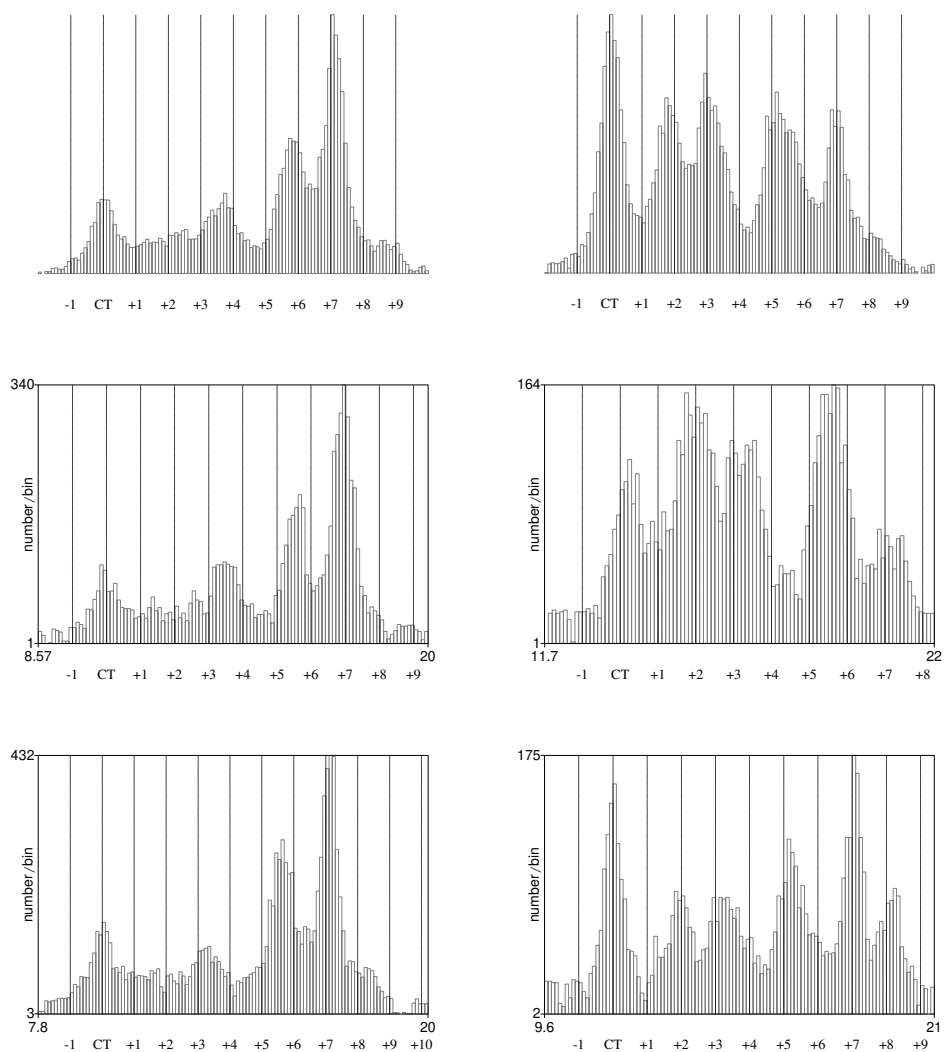 -1 CT +1 +2 +3 +4 +5 +6 +7 +8 +9
-1 CT +1 +2 +3 +4 +5 +6 +7 +8 +9
340
number/bin
1
8.57 20
-1 CT +1 +2 +3 +4 +5 +6 +7 +8 +9
164
number/bin
1
11.7 22
-1 CT +1 +2 +3 +4 +5 +6 +7 +8
432
number/bin
3
7.8 20
-1 CT +1 +2 +3 +4 +5 +6 +7 +8 +9 +10
175
number/bin
2
9.6 21
-1 CT +1 +2 +3 +4 +5 +6 +7 +8 +9